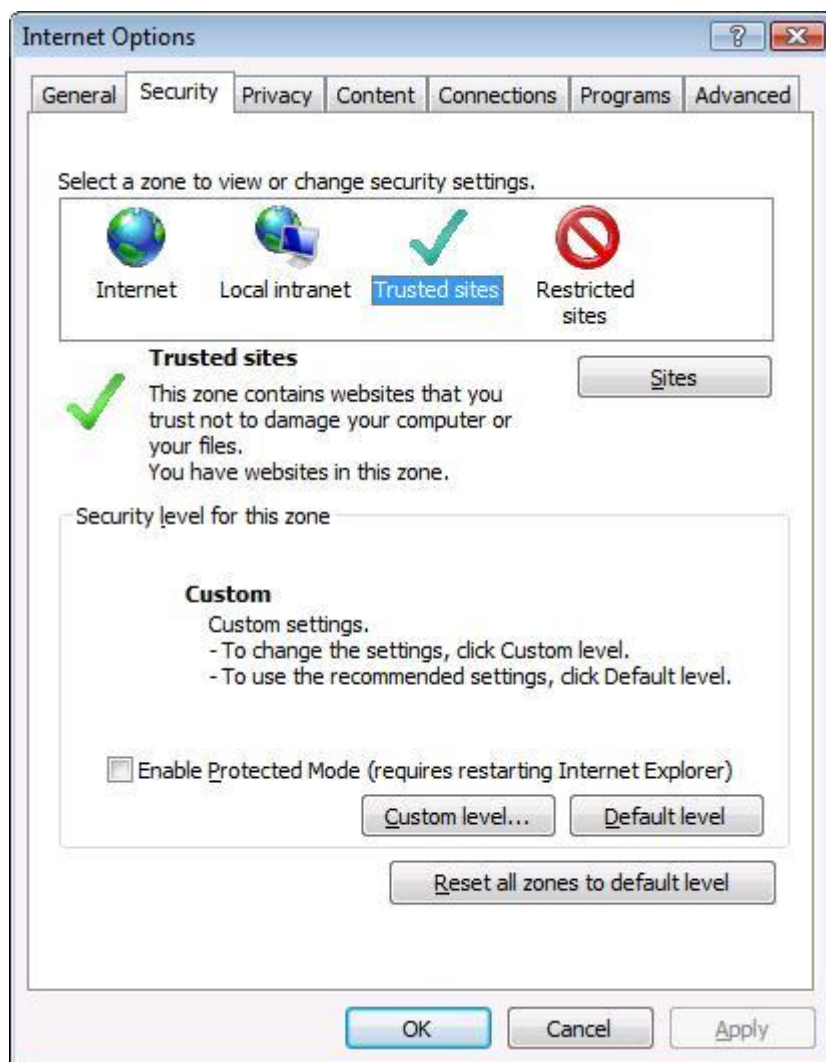 Internet Options
General Security Privacy Content Connections Programs Advanced
Select a zone to view or change security settings.
Internet Local intranet Trusted sites Restricted sites
Trusted sites
Sites
This zone contains websites that you
trust not to damage your computer or
your files.
You have websites in this zone.
Security level for this zone
Custom
Custom settings.
- To change the settings, click Custom level.
- To use the recommended settings, click Default level.
Enable Protected Mode (requires restarting Internet Explorer)
Custom level... Default level
Reset all zones to default level
OK Cancel Apply